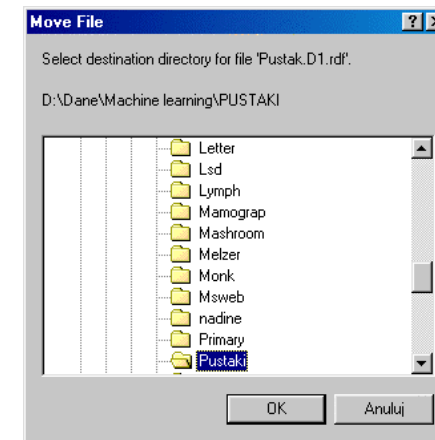 Move File
Select destination directory for file 'Pustak.D1.rdf'.
D:\Dane\Machine learning\PUSTAKI
Letter
Lsd
Lymph
Mamograp
Mashroom
Melzer
Monk
Msweb
nadine
Primary
Pustaki
OK
Anuluj